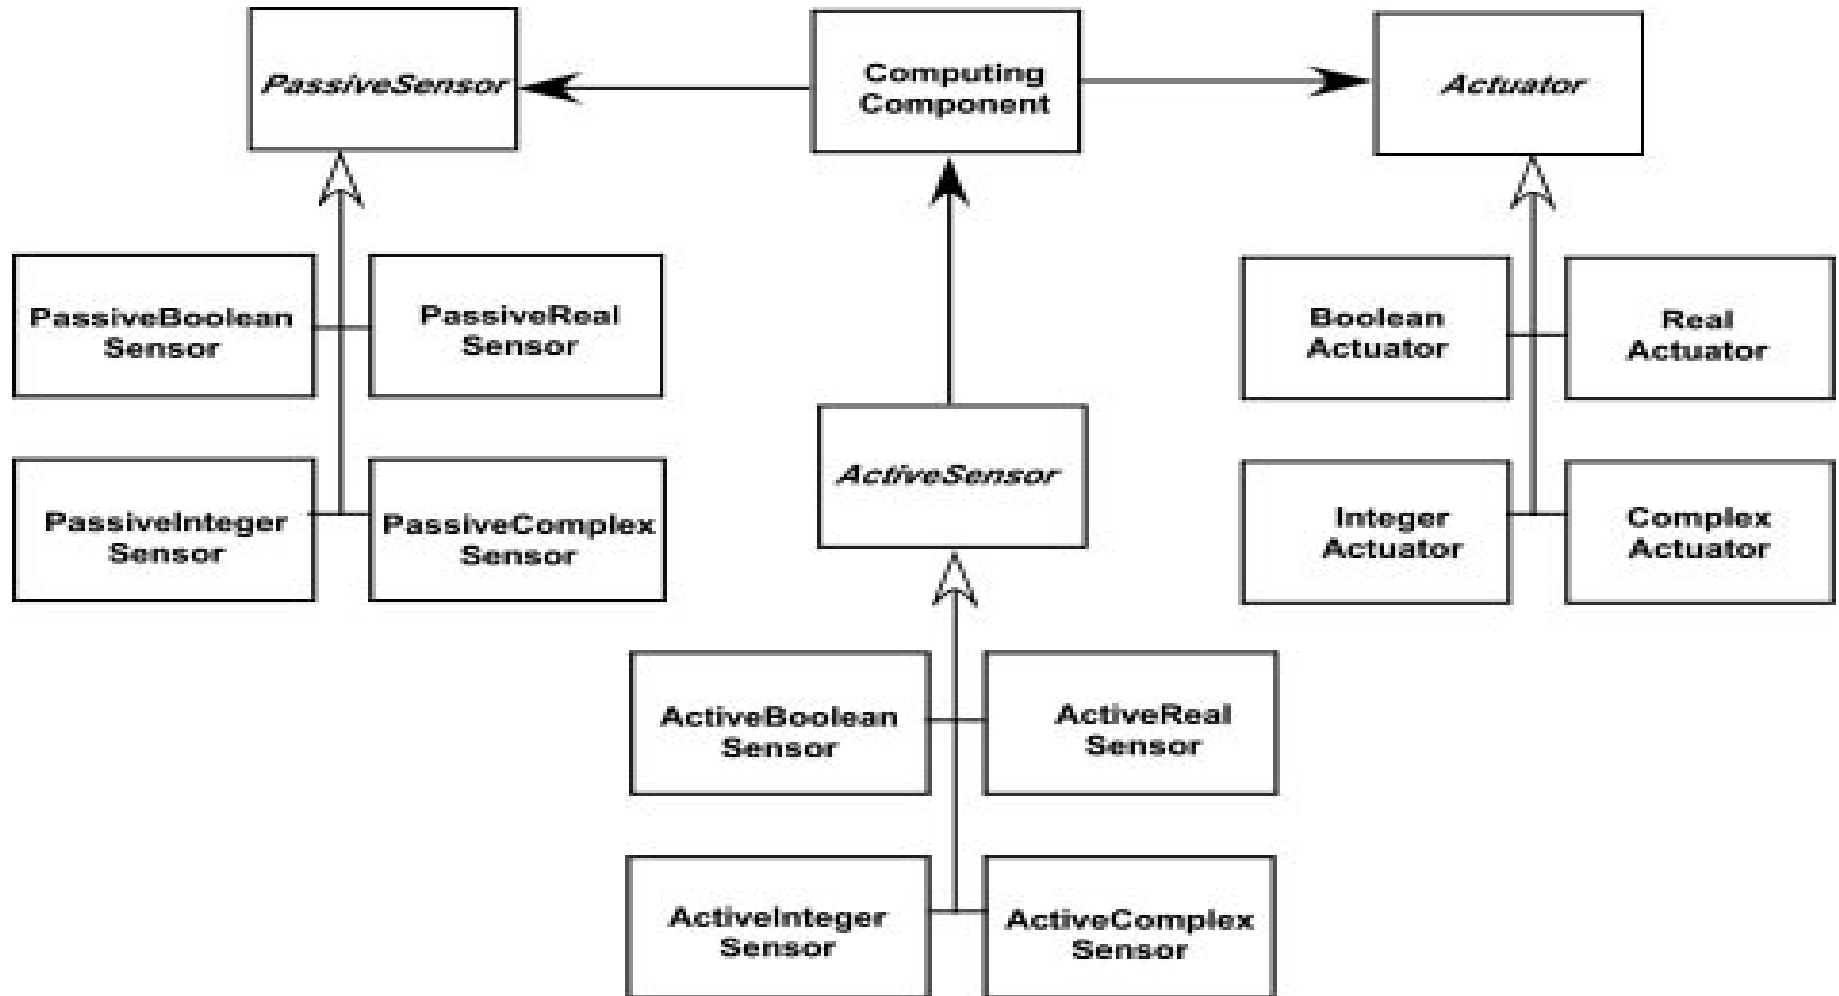 PassiveSensor
Computing
Component
Actuator
PassiveBoolean
Sensor
PassiveReal
Sensor
Boolean
Actuator
Real
Actuator
PassiveInteger
Sensor
PassiveComplex
Sensor
ActiveSensor
Integer
Actuator
Complex
Actuator
ActiveBoolean
Sensor
ActiveReal
Sensor
ActiveInteger
Sensor
ActiveComplex
Sensor